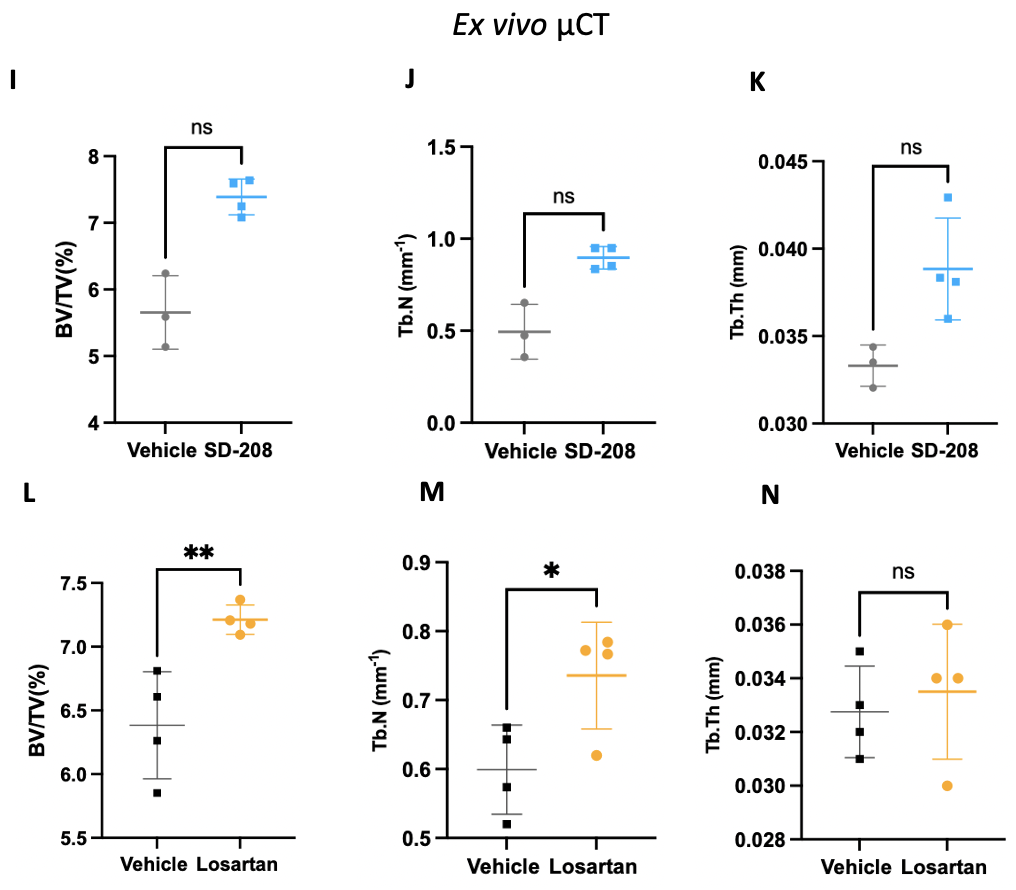 Ex vivo μCT
I
J
K
ns
ns
ns
8
7
6
5
4
BV/TV(%)
Vehicle SD-208
1.5
1.0
0.5
0.0
Tb.N (mm⁻¹)
Vehicle SD-208
0.045
0.040
0.035
0.030
Tb.Th (mm)
Vehicle SD-208
L
M
N
**
*
ns
7.5
7.0
6.5
6.0
5.5
BV/TV(%)
Vehicle Losartan
0.9
0.8
0.7
0.6
0.5
Tb.N (mm⁻¹)
Vehicle Losartan
0.038
0.036
0.034
0.032
0.030
0.028
Tb.Th (mm)
Vehicle Losartan